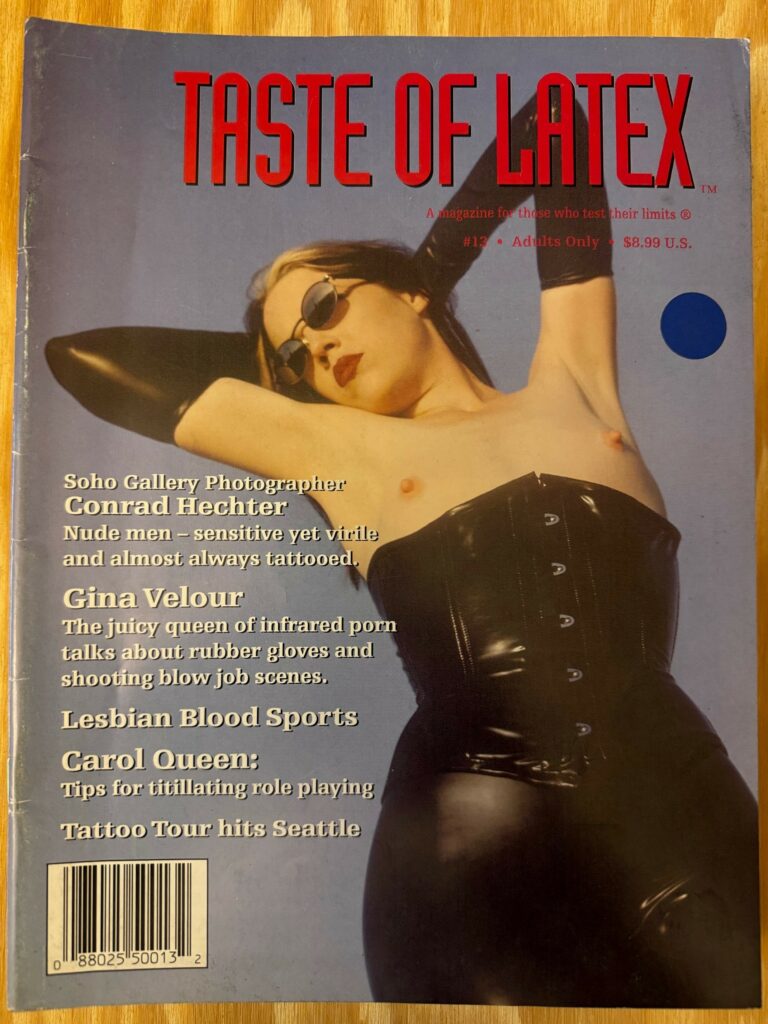 TASTE OF LATEX™
A magazine for those who test their limits ®
#12 • Adults Only • $8.99 U.S.
Soho Gallery Photographer
Conrad Hechter
Nude men – sensitive yet virile
and almost always tattooed.
Gina Velour
The juicy queen of infrared porn
talks about rubber gloves and
shooting blow job scenes.
Lesbian Blood Sports
Carol Queen:
Tips for titillating role playing
Tattoo Tour hits Seattle
0 88025 50013 2